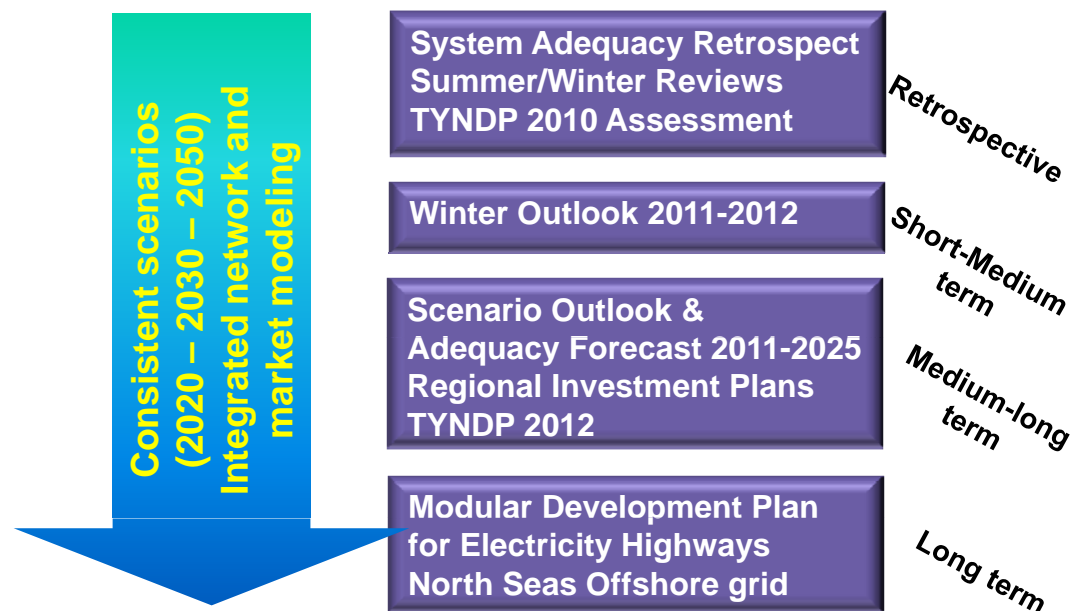 Consistent scenarios
(2020 – 2030 – 2050)
Integrated network and
market modeling
System Adequacy Retrospect
Summer/Winter Reviews
TYNDP 2010 Assessment
Retrospective
Winter Outlook 2011-2012
Short-Medium
term
Scenario Outlook &
Adequacy Forecast 2011-2025
Regional Investment Plans
TYNDP 2012
Medium-long
term
Modular Development Plan
for Electricity Highways
North Seas Offshore grid
Long term